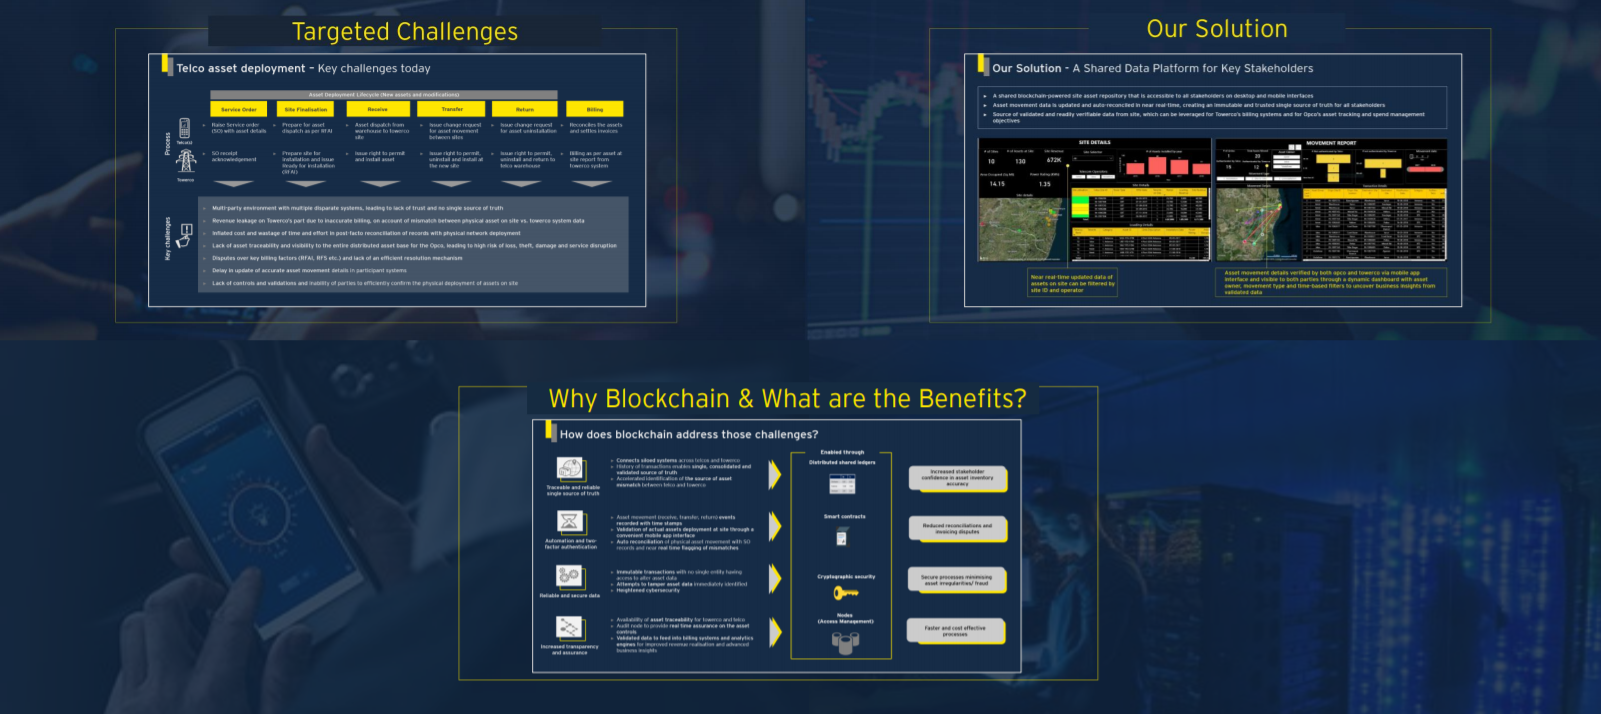 Targeted Challenges
Telco asset deployment – Key challenges today
Asset Deployment Lifecycle (New assets and modifications)
Service Order
Site Finalisation
Receive
Transfer
Return
Billing
Process
Telco(s)
Raise Service order
(SO) with asset details
Prepare for asset
dispatch as per RFAI
Asset dispatch from
warehouse to towerco
site
Issue change request
for asset movement
between sites
Issue change request
for asset uninstallation
Reconciles the assets
and settles invoices
Towerco
SO receipt
acknowledgement
Prepare site for
installation and issue
Ready for Installation
(RFAI)
Issue right to permit
and install asset
Issue right to permit,
uninstall and install at
the new site
Issue right to permit,
uninstall and return to
telco warehouse
Billing as per asset at
site report from
towerco system
Key challenges
Multi-party environment with multiple disparate systems, leading to lack of trust and no single source of truth
Revenue leakage on Towerco's part due to inaccurate billing, on account of mismatch between physical asset on site vs. towerco system data
Inflated cost and wastage of time and effort in post-facto reconciliation of records with physical network deployment
Lack of asset traceability and visibility to the entire distributed asset base for the Opco, leading to high risk of loss, theft, damage and service disruption
Disputes over key billing factors (RFAI, RFS etc.) and lack of an efficient resolution mechanism
Delay in update of accurate asset movement details in participant systems
Lack of controls and validations and inability of parties to efficiently confirm the physical deployment of assets on site
Our Solution
Our Solution - A Shared Data Platform for Key Stakeholders
A shared blockchain-powered site asset repository that is accessible to all stakeholders on desktop and mobile interfaces
Asset movement data is updated and auto-reconciled in near real-time, creating an immutable and trusted single source of truth for all stakeholders
Source of validated and readily verifiable data from site, which can be leveraged for Towerco's billing systems and for Opco's asset tracking and spend management
objectives
SITE DETAILS
10
130
672K
14.15
1.35
MOVEMENT REPORT
Near real-time updated data of
assets on site can be filtered by
site ID and operator
Asset movement details verified by both opco and towerco via mobile app
interface and visible to both parties through a dynamic dashboard with asset
owner, movement type and time-based filters to uncover business insights from
validated data
Why Blockchain & What are the Benefits?
How does blockchain address those challenges?
Traceable and reliable
single source of truth
Connects siloed systems across telcos and towerco
History of transactions enables single, consolidated and
validated source of truth
Accelerated identification of the source of asset
mismatch between telco and towerco
Automation and two-
factor authentication
Asset movement (receive, transfer, return) events
recorded with time stamps
Validation of actual assets deployment at site through a
convenient mobile app interface
Auto reconciliation of physical asset movement with SO
records and near real time flagging of mismatches
Reliable and secure data
Immutable transactions with no single entity having
access to alter asset data
Attempts to tamper asset data immediately identified
Heightened cybersecurity
Increased transparency
and assurance
Availability of asset traceability for towerco and telco
Audit node to provide real time assurance on the asset
controls
Validated data to feed into billing systems and analytics
engines for improved revenue realisation and advanced
business insights
Enabled through
Distributed shared ledgers
Smart contracts
Cryptographic security
Nodes
(Access Management)
Increased stakeholder
confidence in asset inventory
accuracy
Reduced reconciliations and
invoicing disputes
Secure processes minimising
asset irregularities/ fraud
Faster and cost effective
processes